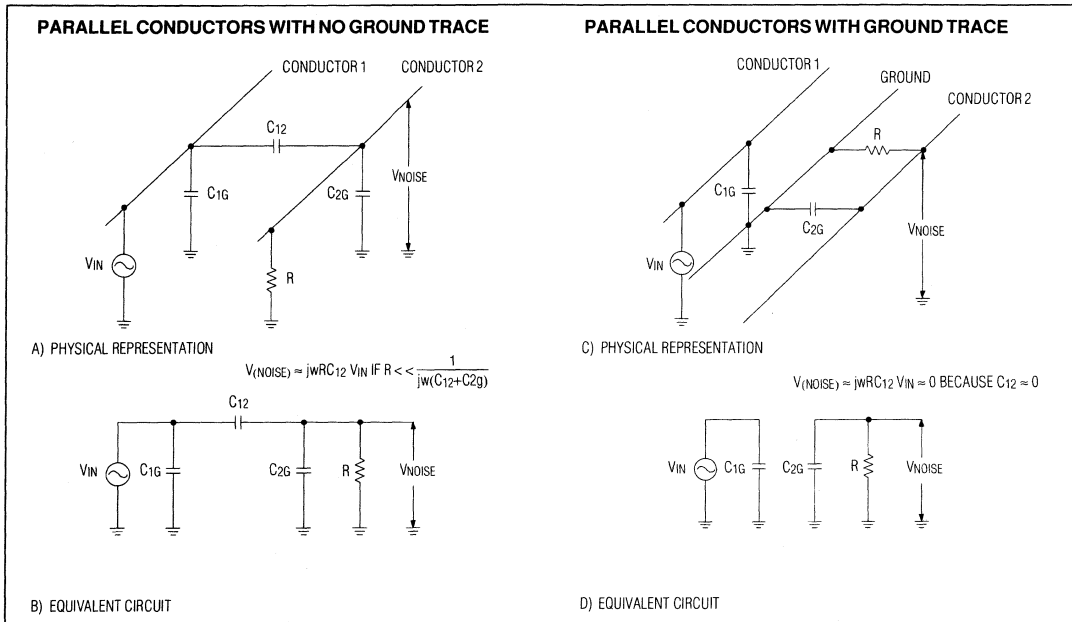 PARALLEL CONDUCTORS WITH NO GROUND TRACE
CONDUCTOR 1
CONDUCTOR 2
C12
C1G
C2G
VNOISE
VIN
R
A) PHYSICAL REPRESENTATION
V(NOISE) ≈ jwRC12 VIN IF R << 1/jw(C12+C2g)
C12
VIN
C1G
C2G
R
VNOISE
B) EQUIVALENT CIRCUIT
PARALLEL CONDUCTORS WITH GROUND TRACE
CONDUCTOR 1
GROUND
CONDUCTOR 2
R
C1G
C2G
VNOISE
VIN
C) PHYSICAL REPRESENTATION
V(NOISE) ≈ jwRC12 VIN ≈ 0 BECAUSE C12 ≈ 0
VIN
C1G
C2G
R
VNOISE
D) EQUIVALENT CIRCUIT